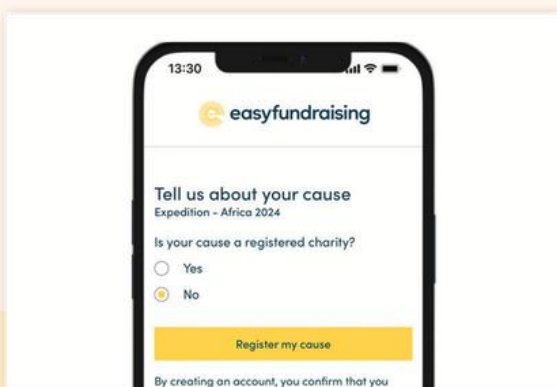 13:30
easyfundraising
Tell us about your cause
Expedition - Africa 2024
Is your cause a registered charity?
Yes
No
Register my cause
By creating an account, you confirm that you